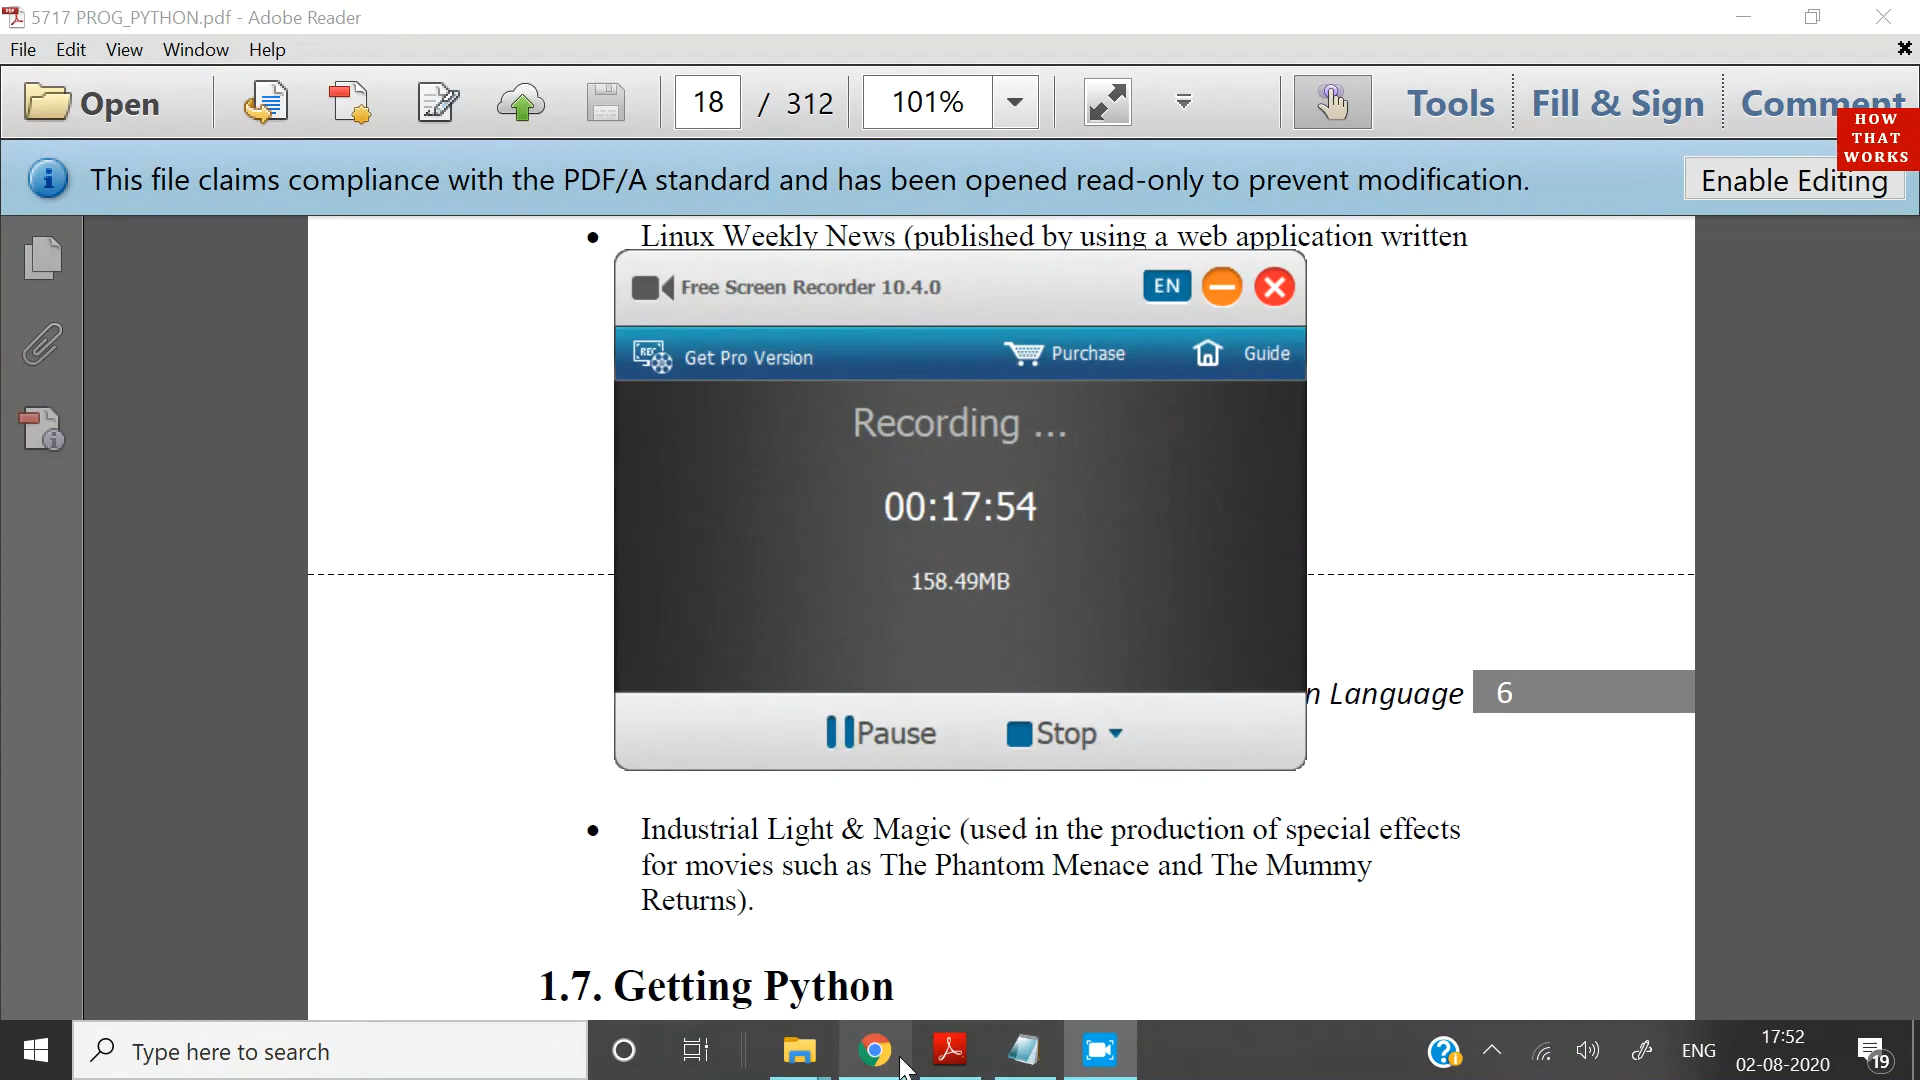 5717 PROG_PYTHON.pdf - Adobe Reader
File Edit View Window Help
Open 18 / 312 101% Tools Fill & Sign Comment
HOW
THAT
WORKS
This file claims compliance with the PDF/A standard and has been opened read-only to prevent modification. Enable Editing
Linux Weekly News (published by using a web application written
Free Screen Recorder 10.4.0 EN
REC Get Pro Version Purchase Guide
Recording ...
00:17:54
158.49MB
n Language 6
Pause Stop
Industrial Light & Magic (used in the production of special effects
for movies such as The Phantom Menace and The Mummy
Returns).
1.7. Getting Python
Type here to search ENG 17:52
02-08-2020 19